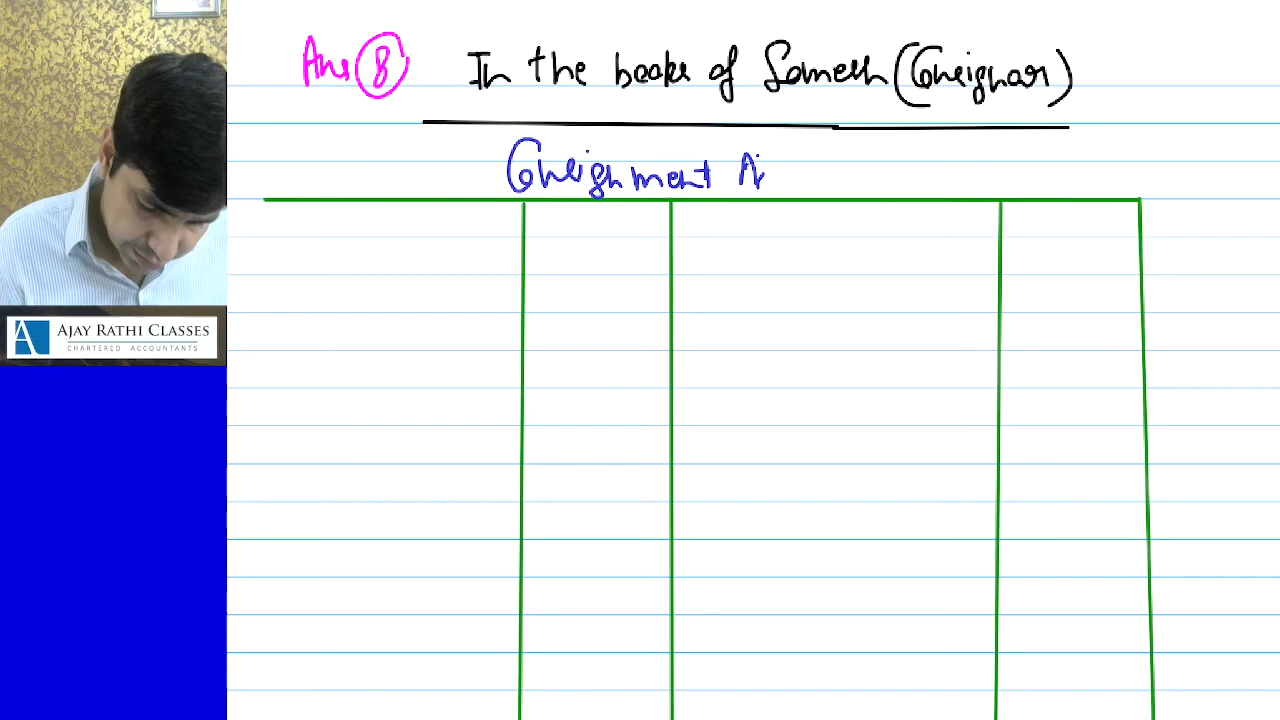 Ans 8 In the books of Somesh (Consignor)
Consignment A
AJAY RATHI CLASSES
CHARTERED ACCOUNTANTS